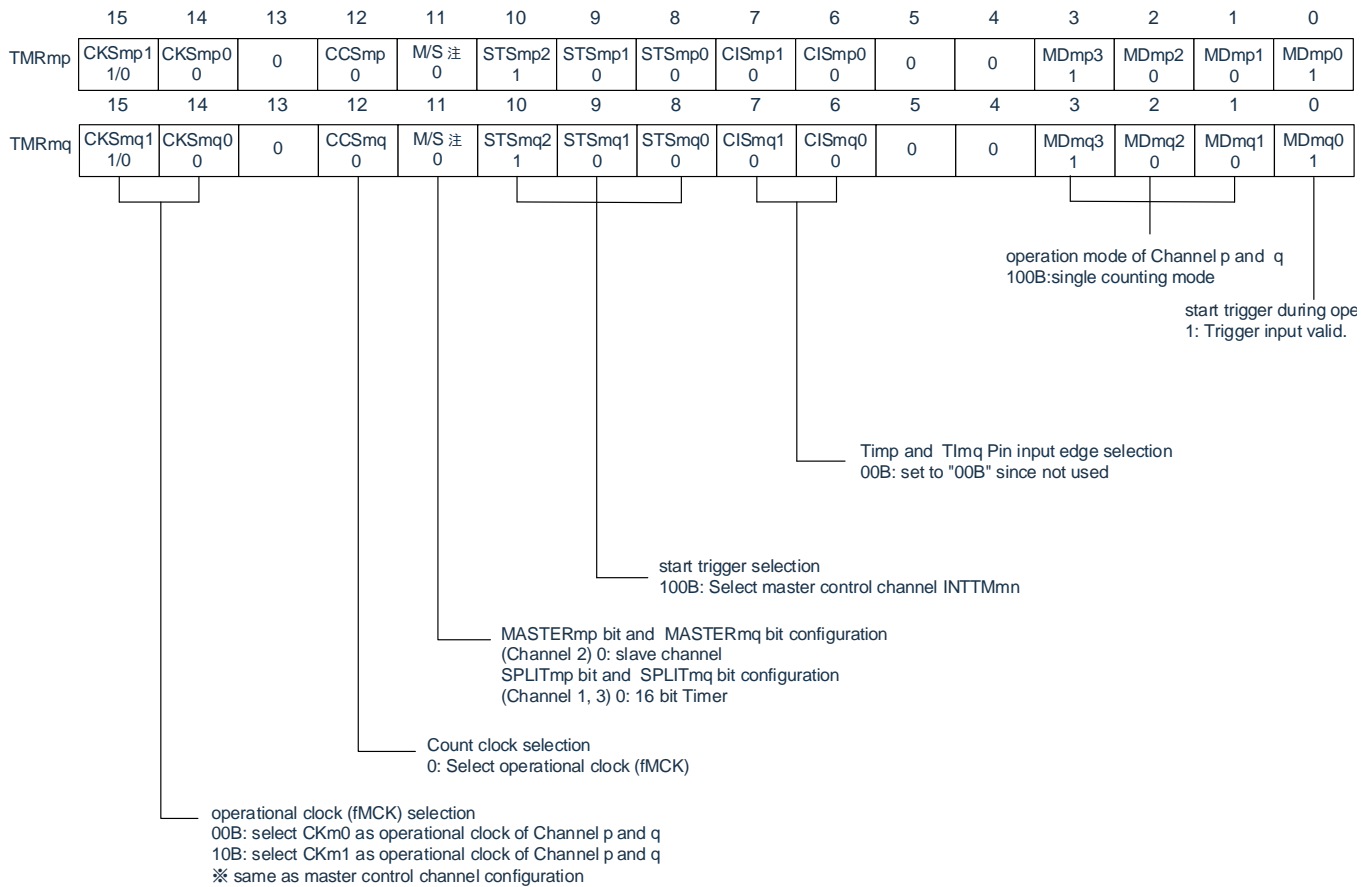 15 14 13 12 11 10 9 8 7 6 5 4 3 2 1 0
TMRmp CKSmp1 CKSmp0 0 CCSmp M/S 注 STSmp2 STSmp1 STSmp0 CISmp1 CISmp0 0 0 MDmp3 MDmp2 MDmp1 MDmp0
1/0 0 0 0 1 0 0 0 0 1 0 0 1
15 14 13 12 11 10 9 8 7 6 5 4 3 2 1 0
TMRmq CKSmq1 CKSmq0 0 CCSmq M/S 注 STSmq2 STSmq1 STSmq0 CISmq1 CISmq0 0 0 MDmq3 MDmq2 MDmq1 MDmq0
1/0 0 0 0 1 0 0 0 0 1 0 0 1
operation mode of Channel p and q
100B:single counting mode
start trigger during ope
1: Trigger input valid.
Timp and TImq Pin input edge selection
00B: set to "00B" since not used
start trigger selection
100B: Select master control channel INTTMmn
MASTERmp bit and MASTERmq bit configuration
(Channel 2) 0: slave channel
SPLITmp bit and SPLITmq bit configuration
(Channel 1, 3) 0: 16 bit Timer
Count clock selection
0: Select operational clock (fMCK)
operational clock (fMCK) selection
00B: select CKm0 as operational clock of Channel p and q
10B: select CKm1 as operational clock of Channel p and q
※ same as master control channel configuration